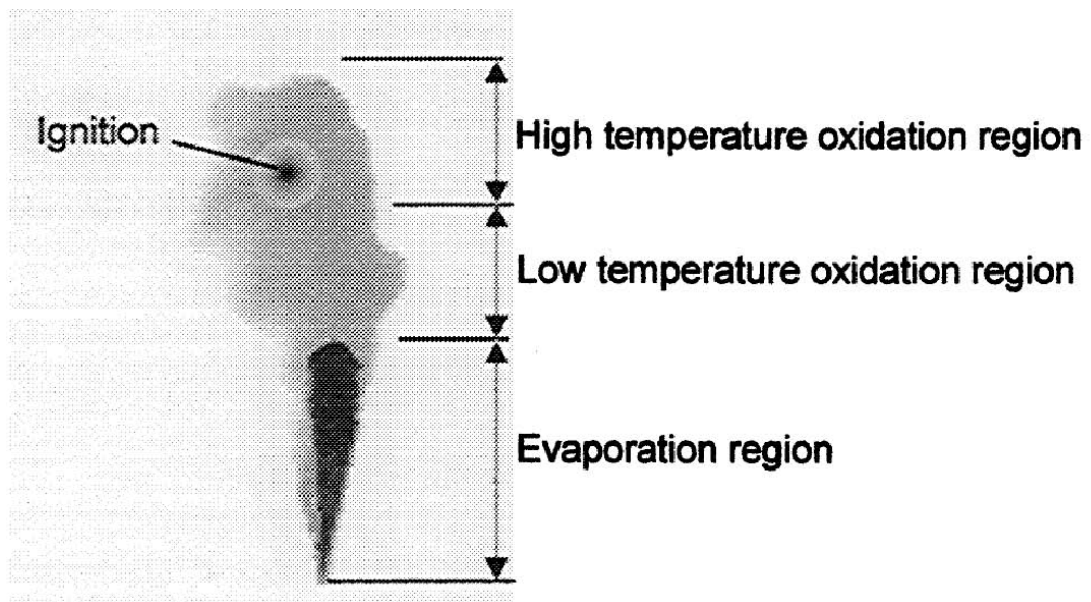 Ignition
High temperature oxidation region
Low temperature oxidation region
Evaporation region